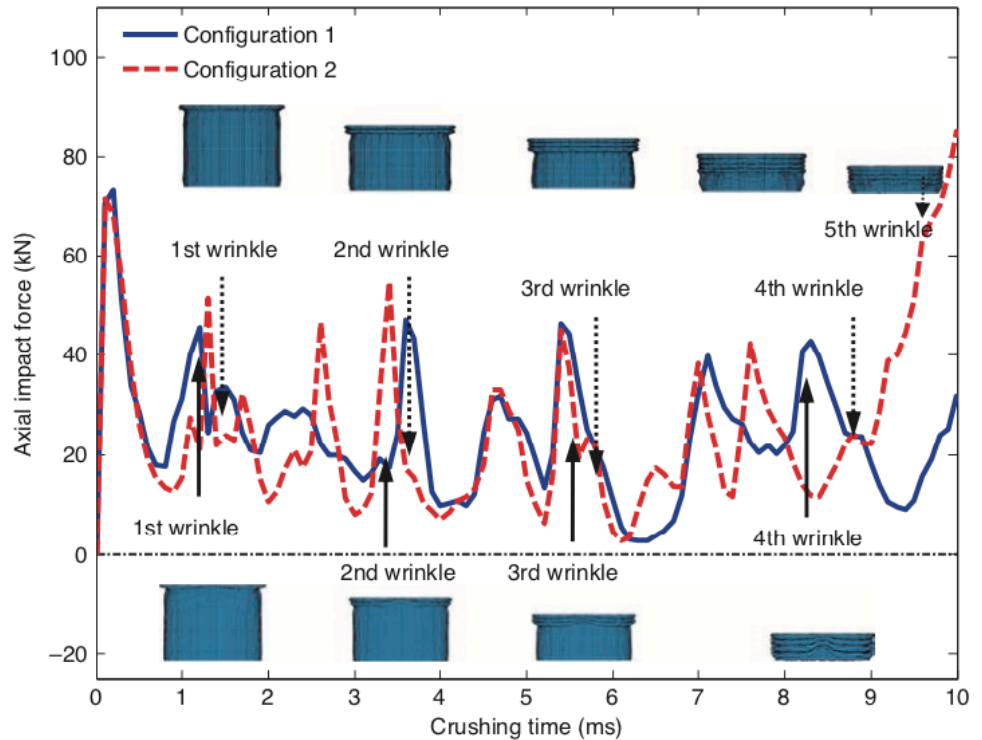 Configuration 1
Configuration 2
100
80
60
40
20
0
−20
Axial impact force (kN)
1st wrinkle
2nd wrinkle
3rd wrinkle
4th wrinkle
5th wrinkle
1st wrinkle
2nd wrinkle
3rd wrinkle
4th wrinkle
0 1 2 3 4 5 6 7 8 9 10
Crushing time (ms)